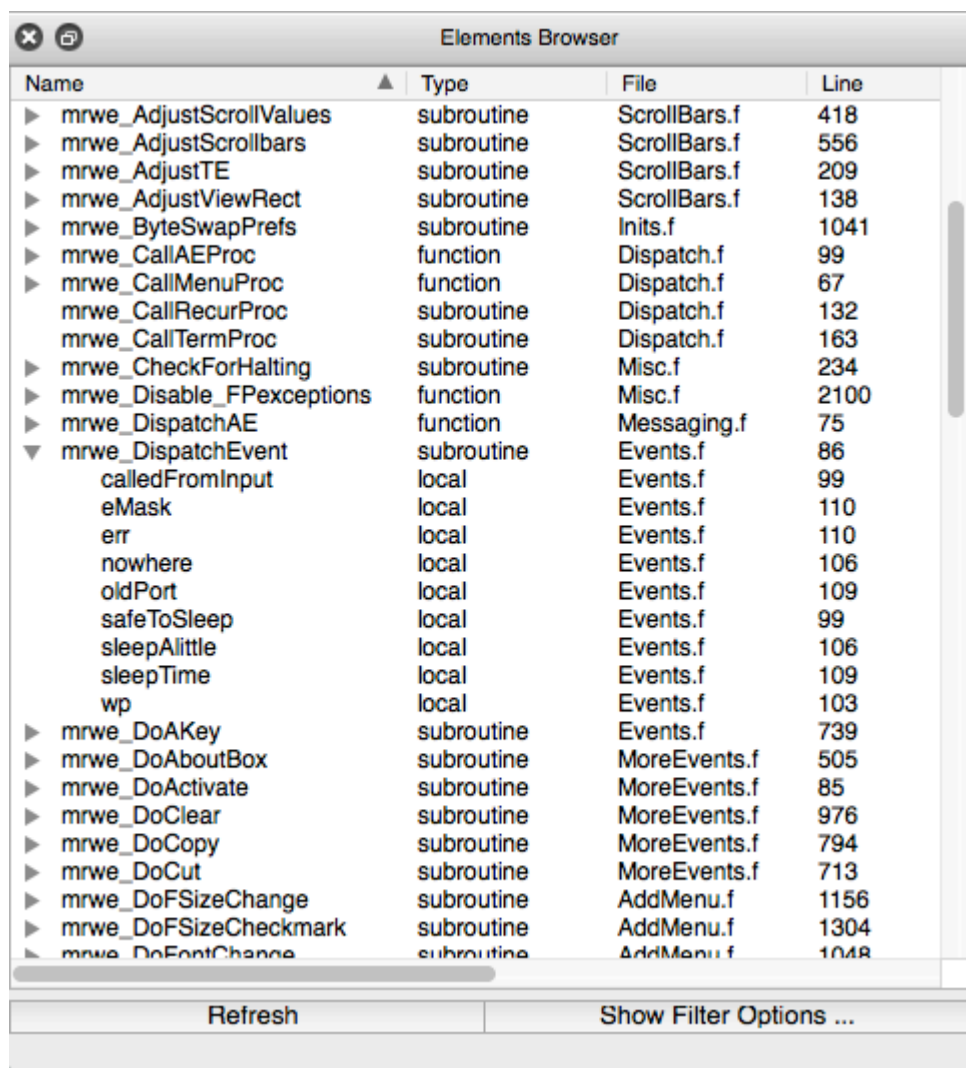 Elements Browser
Name Type File Line
mrwe_AdjustScrollValues subroutine ScrollBars.f 418
mrwe_AdjustScrollbars subroutine ScrollBars.f 556
mrwe_AdjustTE subroutine ScrollBars.f 209
mrwe_AdjustViewRect subroutine ScrollBars.f 138
mrwe_ByteSwapPrefs subroutine Inits.f 1041
mrwe_CallAEProc function Dispatch.f 99
mrwe_CallMenuProc function Dispatch.f 67
mrwe_CallRecurProc subroutine Dispatch.f 132
mrwe_CallTermProc subroutine Dispatch.f 163
mrwe_CheckForHalting subroutine Misc.f 234
mrwe_Disable_FPexceptions function Misc.f 2100
mrwe_DispatchAE function Messaging.f 75
mrwe_DispatchEvent subroutine Events.f 86
calledFromInput local Events.f 99
eMask local Events.f 110
err local Events.f 110
nowhere local Events.f 106
oldPort local Events.f 109
safeToSleep local Events.f 99
sleepAlittle local Events.f 106
sleepTime local Events.f 109
wp local Events.f 103
mrwe_DoAKey subroutine Events.f 739
mrwe_DoAboutBox subroutine MoreEvents.f 505
mrwe_DoActivate subroutine MoreEvents.f 85
mrwe_DoClear subroutine MoreEvents.f 976
mrwe_DoCopy subroutine MoreEvents.f 794
mrwe_DoCut subroutine MoreEvents.f 713
mrwe_DoFSizeChange subroutine AddMenu.f 1156
mrwe_DoFSizeCheckmark subroutine AddMenu.f 1304
mrwe_DoFontChange subroutine AddMenu.f 1048
Refresh Show Filter Options ...